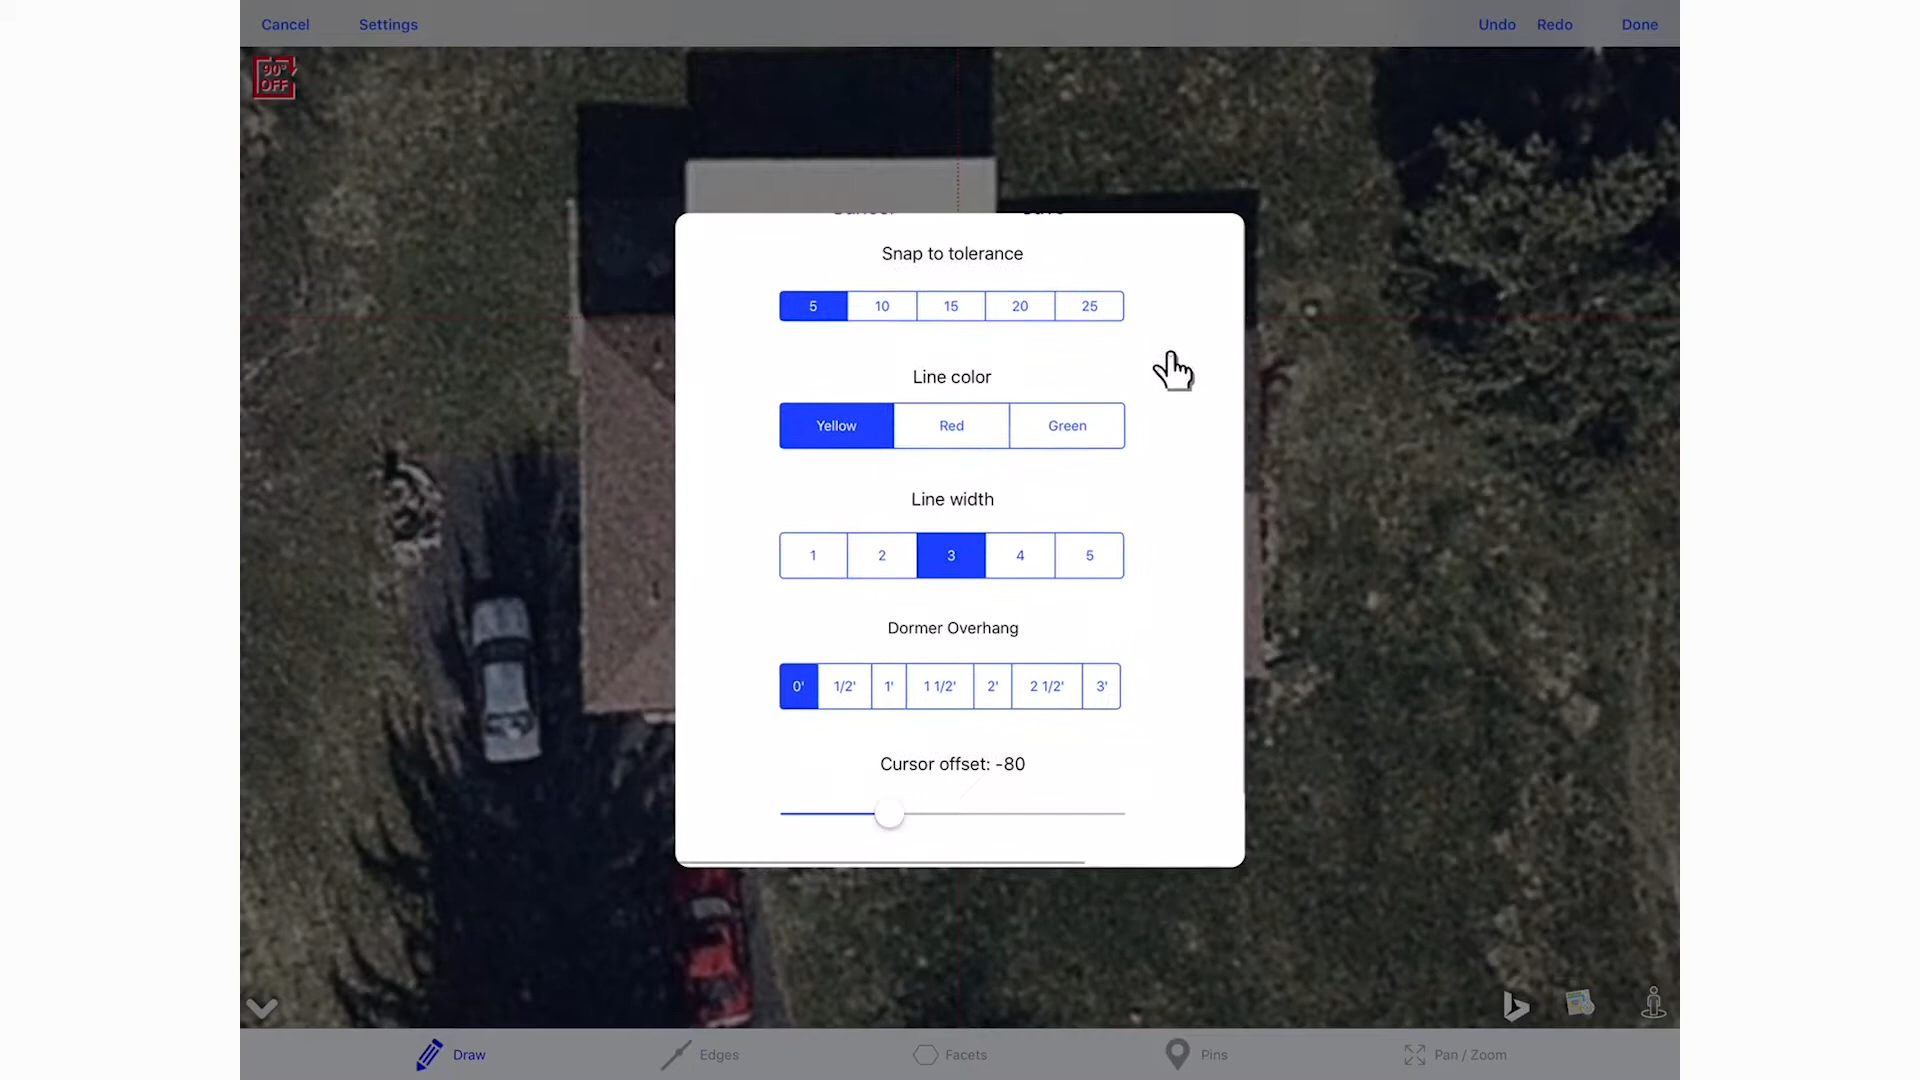 Cancel Settings Undo Redo Done
90°
OFF
Snap to tolerance
5 10 15 20 25
Line color
Yellow Red Green
Line width
1 2 3 4 5
Dormer Overhang
0' 1/2' 1' 1 1/2' 2' 2 1/2' 3'
Cursor offset: -80
Draw Edges Facets Pins Pan / Zoom